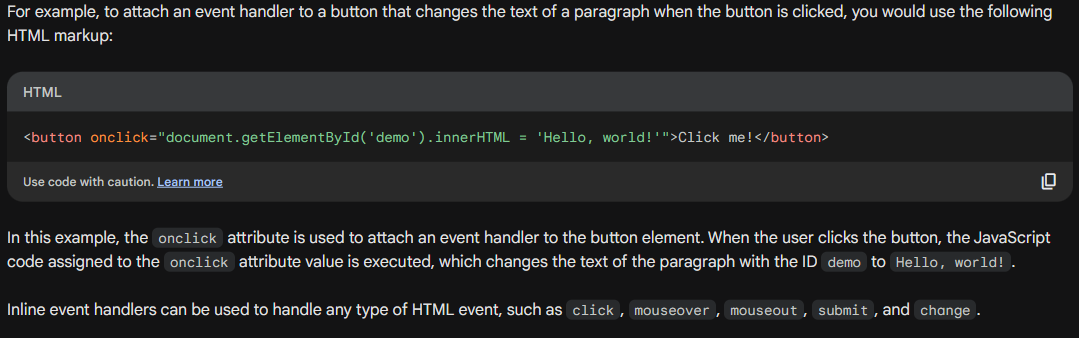 For example, to attach an event handler to a button that changes the text of a paragraph when the button is clicked, you would use the following
HTML markup:
HTML
<button onclick="document.getElementById('demo').innerHTML = 'Hello, world!'">Click me!</button>
Use code with caution. Learn more
In this example, the onclick attribute is used to attach an event handler to the button element. When the user clicks the button, the JavaScript
code assigned to the onclick attribute value is executed, which changes the text of the paragraph with the ID demo to Hello, world!.
Inline event handlers can be used to handle any type of HTML event, such as click, mouseover, mouseout, submit, and change.